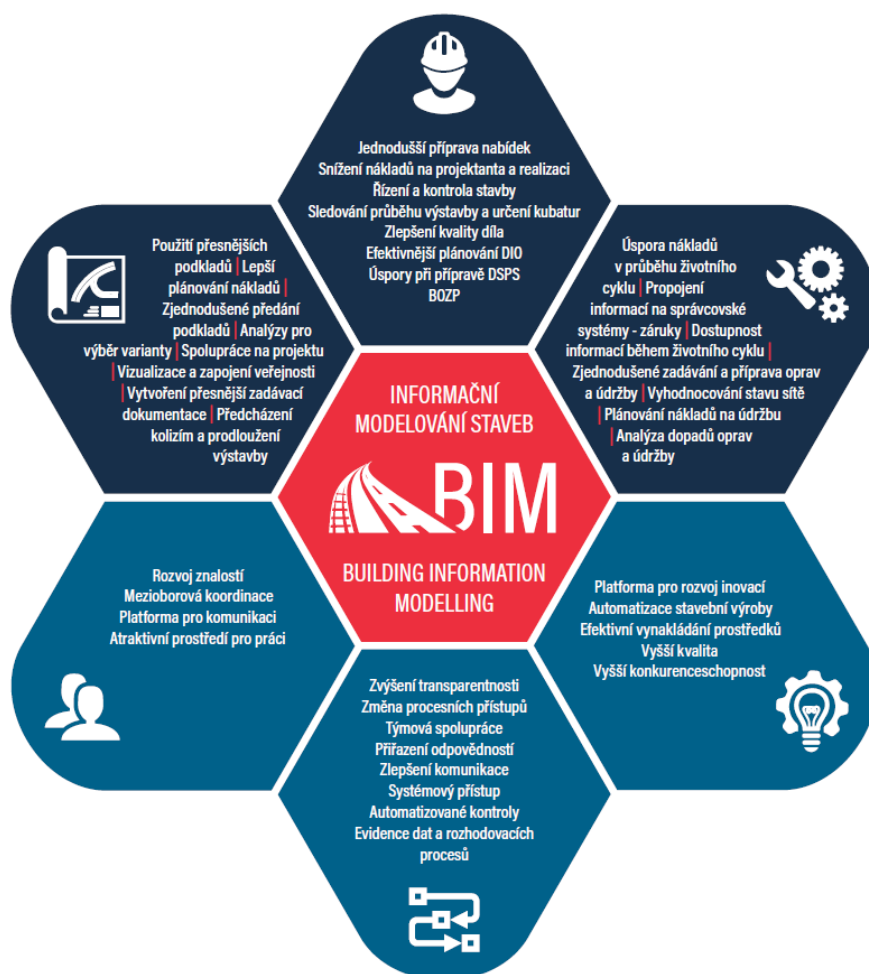 Jednodušší příprava nabídek
Snížení nákladů na projektanta a realizaci
Řízení a kontrola stavby
Sledování průběhu výstavby a určení kubatur
Zlepšení kvality díla
Efektivnější plánování DIO
Úspory při přípravě DSPS
BOZP
Použití přesnějších
podkladů | Lepší
plánování nákladů |
Zjednodušené předání
podkladů | Analýzy pro
výběr varianty | Spolupráce na projektu
| Vizualizace a zapojení veřejnosti
| Vytvoření přesnější zadávací
dokumentace | Předcházení
kolizím a prodloužení
výstavby
Úspora nákladů
v průběhu životního
cyklu | Propojení
informací na správcovské
systémy - záruky | Dostupnost
informací během životního cyklu |
Zjednodušené zadávání a příprava oprav
a údržby | Vyhodnocování stavu sítě
| Plánování nákladů na údržbu
| Analýza dopadů oprav
a údržby
INFORMAČNÍ
MODELOVÁNÍ STAVEB
BIM
BUILDING INFORMATION
MODELLING
Rozvoj znalostí
Mezioborová koordinace
Platforma pro komunikaci
Atraktivní prostředí pro práci
Platforma pro rozvoj inovací
Automatizace stavební výroby
Efektivní vynakládání prostředků
Vyšší kvalita
Vyšší konkurenceschopnost
Zvýšení transparentnosti
Změna procesních přístupů
Týmová spolupráce
Přiřazení odpovědností
Zlepšení komunikace
Systémový přístup
Automatizované kontroly
Evidence dat a rozhodovacích
procesů